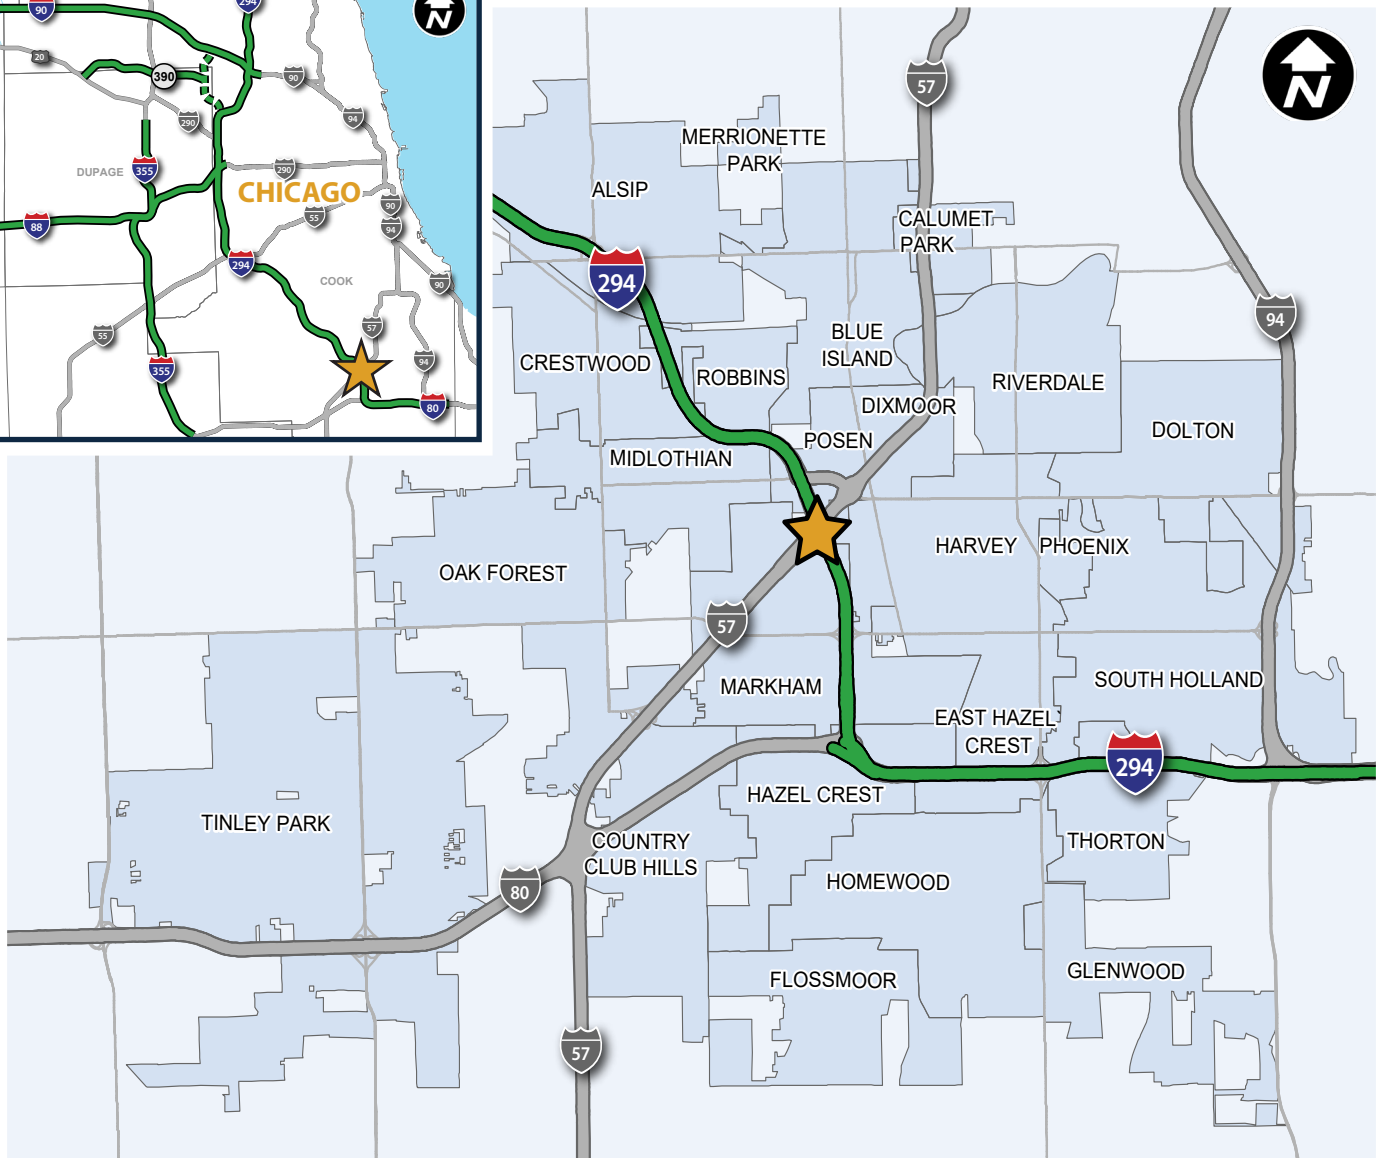 90
294
N
20
390
90
290
94
DUPAGE
355
290
CHICAGO
90
55
94
88
294
COOK
90
57
55
94
355
80
57
N
MERRIONETTE
PARK
ALSIP
CALUMET
PARK
294
94
BLUE
ISLAND
CRESTWOOD
ROBBINS
RIVERDALE
DIXMOOR
DOLTON
POSEN
MIDLOTHIAN
HARVEY
PHOENIX
OAK FOREST
57
SOUTH HOLLAND
MARKHAM
EAST HAZEL
CREST
294
HAZEL CREST
TINLEY PARK
COUNTRY
CLUB HILLS
THORTON
80
HOMEWOOD
GLENWOOD
FLOSSMOOR
57